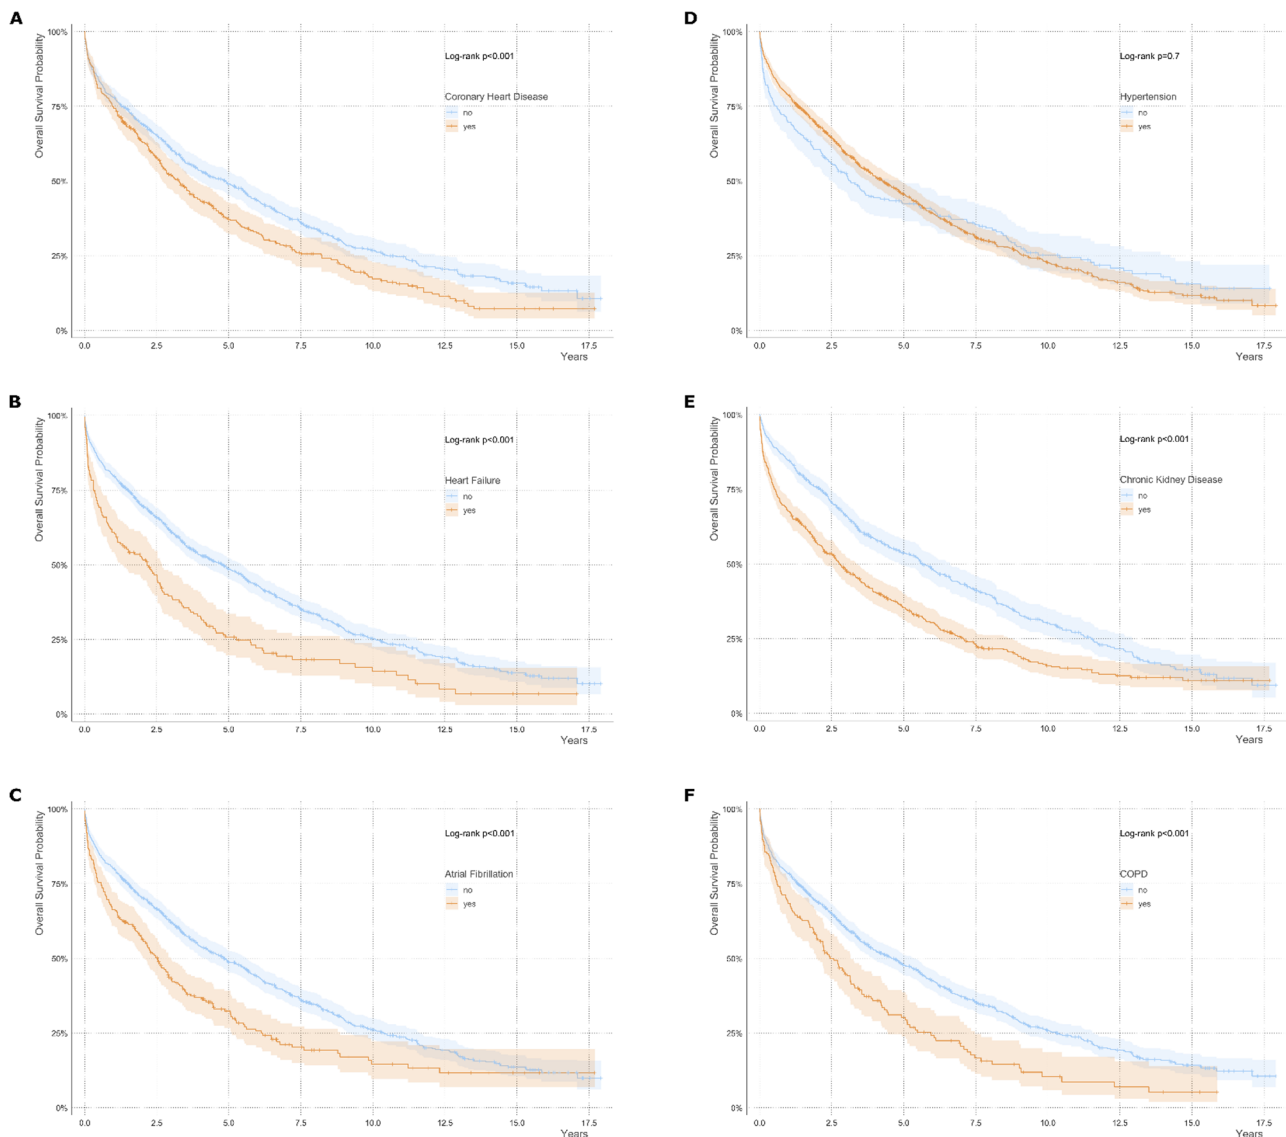 A
Overall Survival Probability
100%
75%
50%
25%
0%
Log-rank p<0.001
Coronary Heart Disease
no
yes
0.0 2.5 5.0 7.5 10.0 12.5 15.0 17.5
Years
B
Overall Survival Probability
100%
75%
50%
25%
0%
Log-rank p<0.001
Heart Failure
no
yes
0.0 2.5 5.0 7.5 10.0 12.5 15.0 17.5
Years
C
Overall Survival Probability
100%
75%
50%
25%
0%
Log-rank p<0.001
Atrial Fibrillation
no
yes
0.0 2.5 5.0 7.5 10.0 12.5 15.0 17.5
Years
D
Overall Survival Probability
100%
75%
50%
25%
0%
Log-rank p=0.7
Hypertension
no
yes
0.0 2.5 5.0 7.5 10.0 12.5 15.0 17.5
Years
E
Overall Survival Probability
100%
75%
50%
25%
0%
Log-rank p<0.001
Chronic Kidney Disease
no
yes
0.0 2.5 5.0 7.5 10.0 12.5 15.0 17.5
Years
F
Overall Survival Probability
100%
75%
50%
25%
0%
Log-rank p<0.001
COPD
no
yes
0.0 2.5 5.0 7.5 10.0 12.5 15.0 17.5
Years